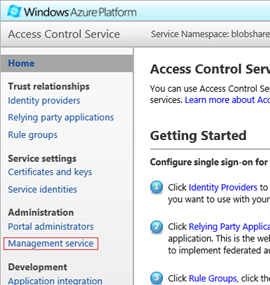 Windows Azure Platform
Access Control Service
Service Namespace: blobshare
Home
Trust relationships
Identity providers
Relying party applications
Rule groups
Service settings
Certificates and keys
Service identities
Administration
Portal administrators
Management service
Development
Application integration
Access Control Serv
You can use Access Control Se
services. Learn more about Acc
Getting Started
Configure single sign-on for
1 Click Identity Providers to
you want to use with your
2 Click Relying Party Applica
application. This is the web
to implement federated au
3 Click Rule Groups, click the